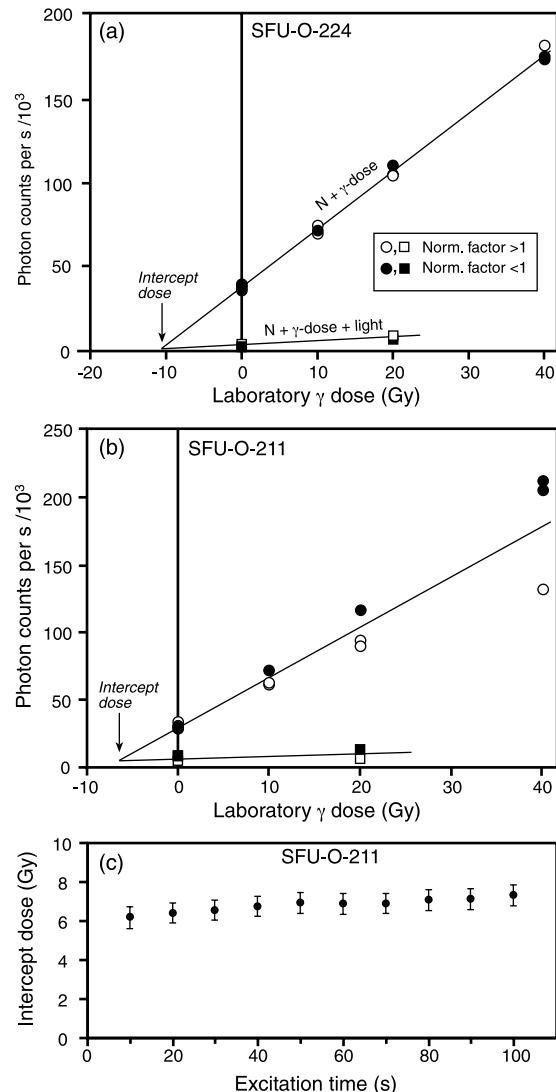 200
(a)
SFU-O-224
150
100
50
0
Photon counts per s /10³
N + γ-dose
○,□ Norm. factor >1
●,■ Norm. factor <1
Intercept
dose
N + γ-dose + light
-20
-10
0
10
20
30
40
Laboratory γ dose (Gy)
250
(b)
SFU-O-211
200
150
100
50
0
Photon counts per s /10³
Intercept
dose
-10
0
10
20
30
40
Laboratory γ dose (Gy)
10
(c)
SFU-O-211
8
6
4
2
0
Intercept dose (Gy)
0
20
40
60
80
100
Excitation time (s)